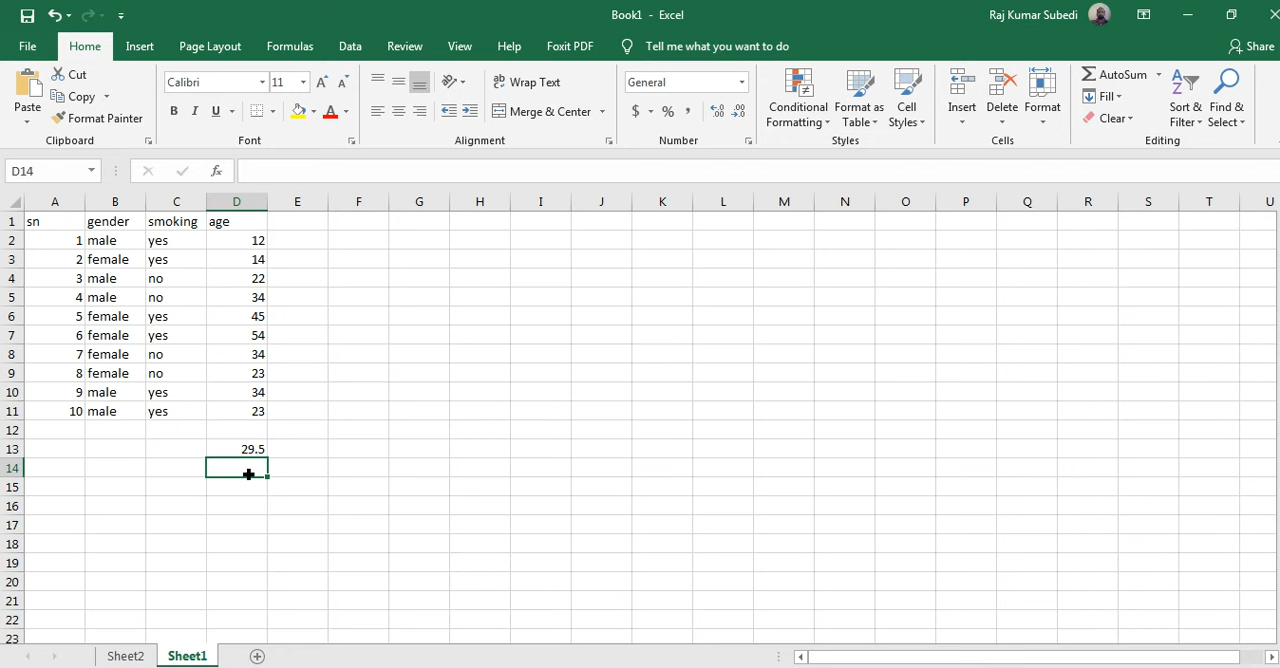 Book1 - Excel
Raj Kumar Subedi
File Home Insert Page Layout Formulas Data Review View Help Foxit PDF Tell me what you want to do Share
Paste
Cut
Copy
Format Painter
Clipboard
Calibri 11
B I U
Font
Wrap Text
Merge & Center
Alignment
General
$ % ,
Number
Conditional Formatting
Format as Table
Cell Styles
Styles
Insert Delete Format
Cells
AutoSum
Fill
Clear
Sort & Filter
Find & Select
Editing
D14 fx
A B C D E F G H I J K L M N O P Q R S T U
1 sn gender smoking age
2 1 male yes 12
3 2 female yes 14
4 3 male no 22
5 4 male no 34
6 5 female yes 45
7 6 female yes 54
8 7 female no 34
9 8 female no 23
10 9 male yes 34
11 10 male yes 23
12
13 29.5
14
15
16
17
18
19
20
21
22
23
Sheet2 Sheet1